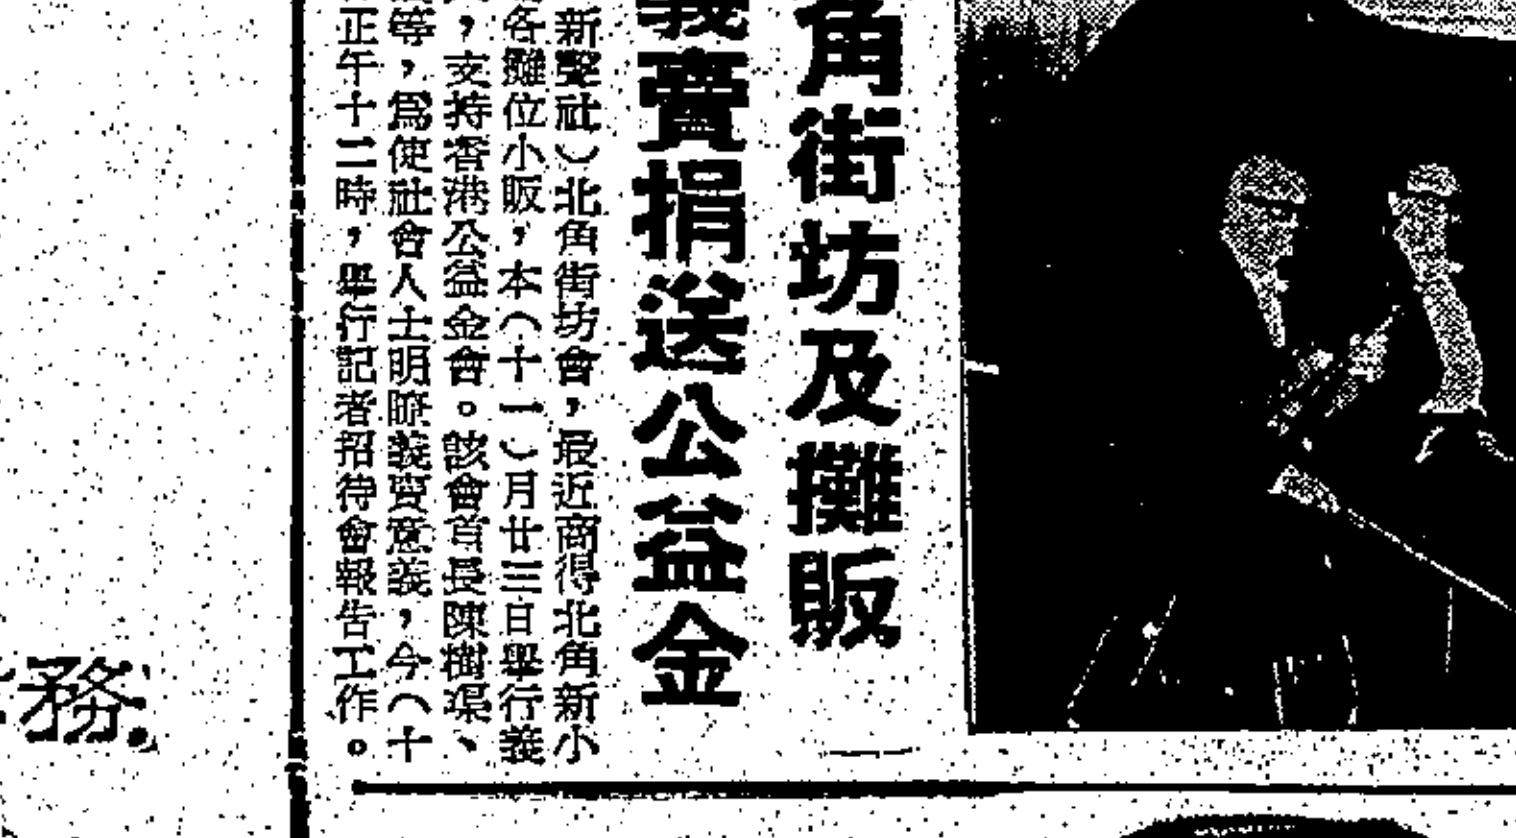 角街坊及攤販
義賣捐送公益金
新聲社）北角街坊會，最近商得北角新小
各攤位小販，本（十一）月廿三日舉行義
，支持香港公益金會。該會首長陳樹渠、
等，爲使社會人士明瞭義賣意義，今（十
正午十二時，舉行記者招待會報告工作。
務